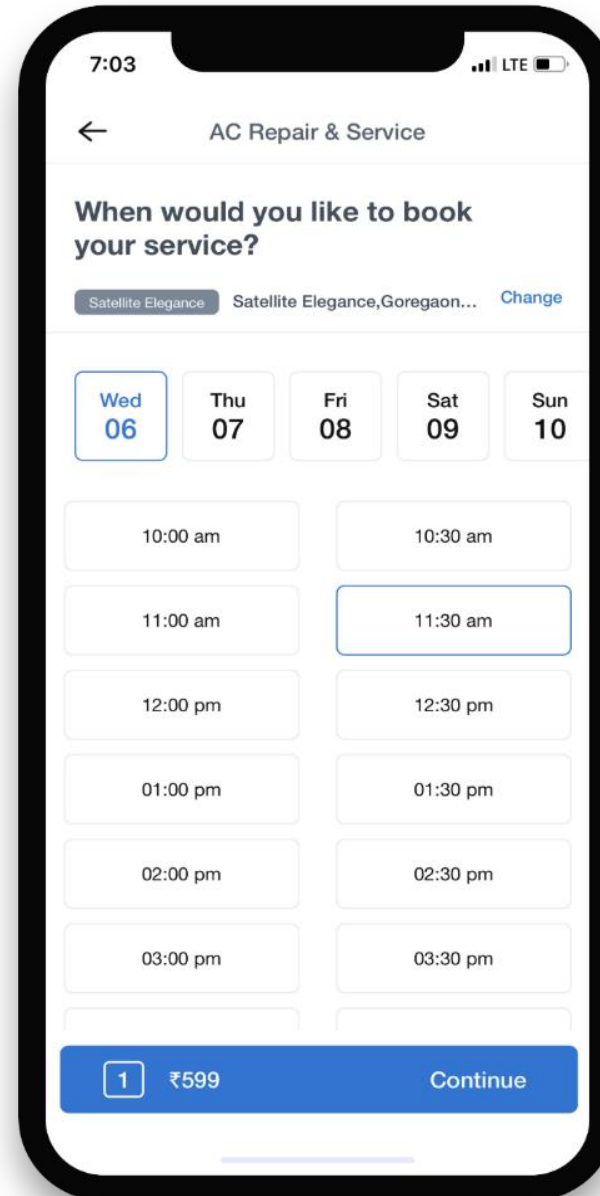 7:03
LTE
AC Repair & Service
When would you like to book
your service?
Satellite Elegance Satellite Elegance,Goregaon... Change
Wed Thu Fri Sat Sun
06 07 08 09 10
10:00 am 10:30 am
11:00 am 11:30 am
12:00 pm 12:30 pm
01:00 pm 01:30 pm
02:00 pm 02:30 pm
03:00 pm 03:30 pm
1 ₹599 Continue